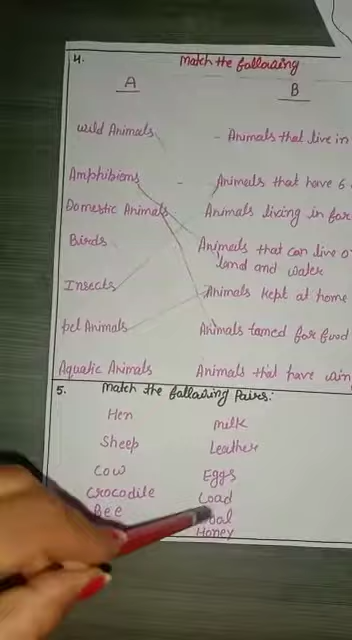 4. Match the following
A B
Wild Animals - Animals that live in
Amphibians - Animals that have 6
Domestic Animals Animals living in
Birds Animals that can live
land and water
Insects Animals kept at home
pet Animals Animals tamed for food
Aquatic Animals Animals that have
5. Match the following Pairs:
Hen Milk
Sheep Leather
Cow Eggs
Crocodile Load
Bee
Honey